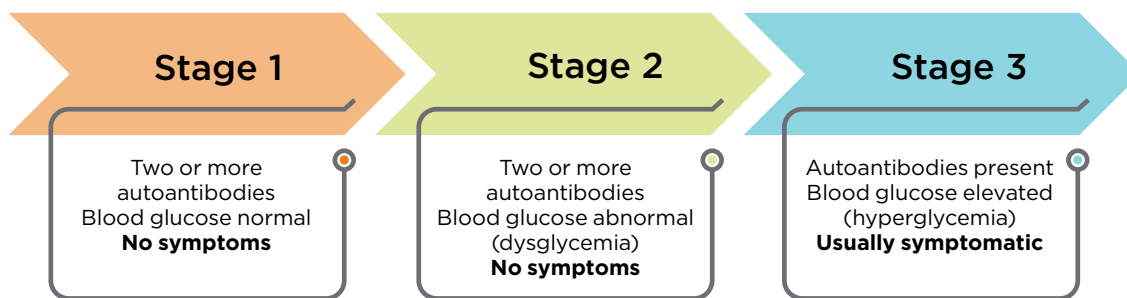 Stage 1
Two or more
autoantibodies
Blood glucose normal
No symptoms
Stage 2
Two or more
autoantibodies
Blood glucose abnormal
(dysglycemia)
No symptoms
Stage 3
Autoantibodies present
Blood glucose elevated
(hyperglycemia)
Usually symptomatic